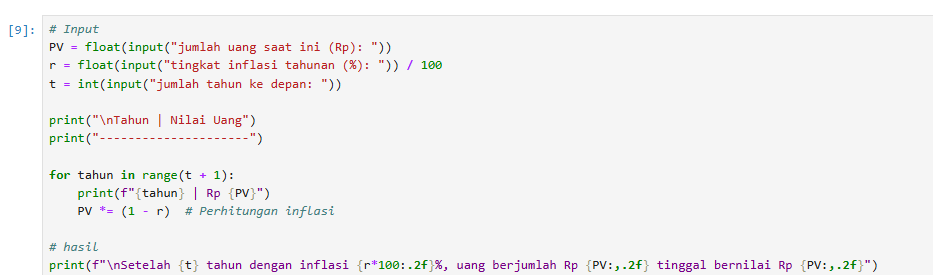 [9]: # Input
PV = float(input("jumlah uang saat ini (Rp): "))
r = float(input("tingkat inflasi tahunan (%): ")) / 100
t = int(input("jumlah tahun ke depan: "))
print("\nTahun | Nilai Uang")
print("---------------------")
for tahun in range(t + 1):
    print(f"{tahun} | Rp {PV}")
    PV *= (1 - r)  # Perhitungan inflasi
# hasil
print(f"\nSetelah {t} tahun dengan inflasi {r*100:.2f}%, uang berjumlah Rp {PV:,.2f} tinggal bernilai Rp {PV:,.2f}")